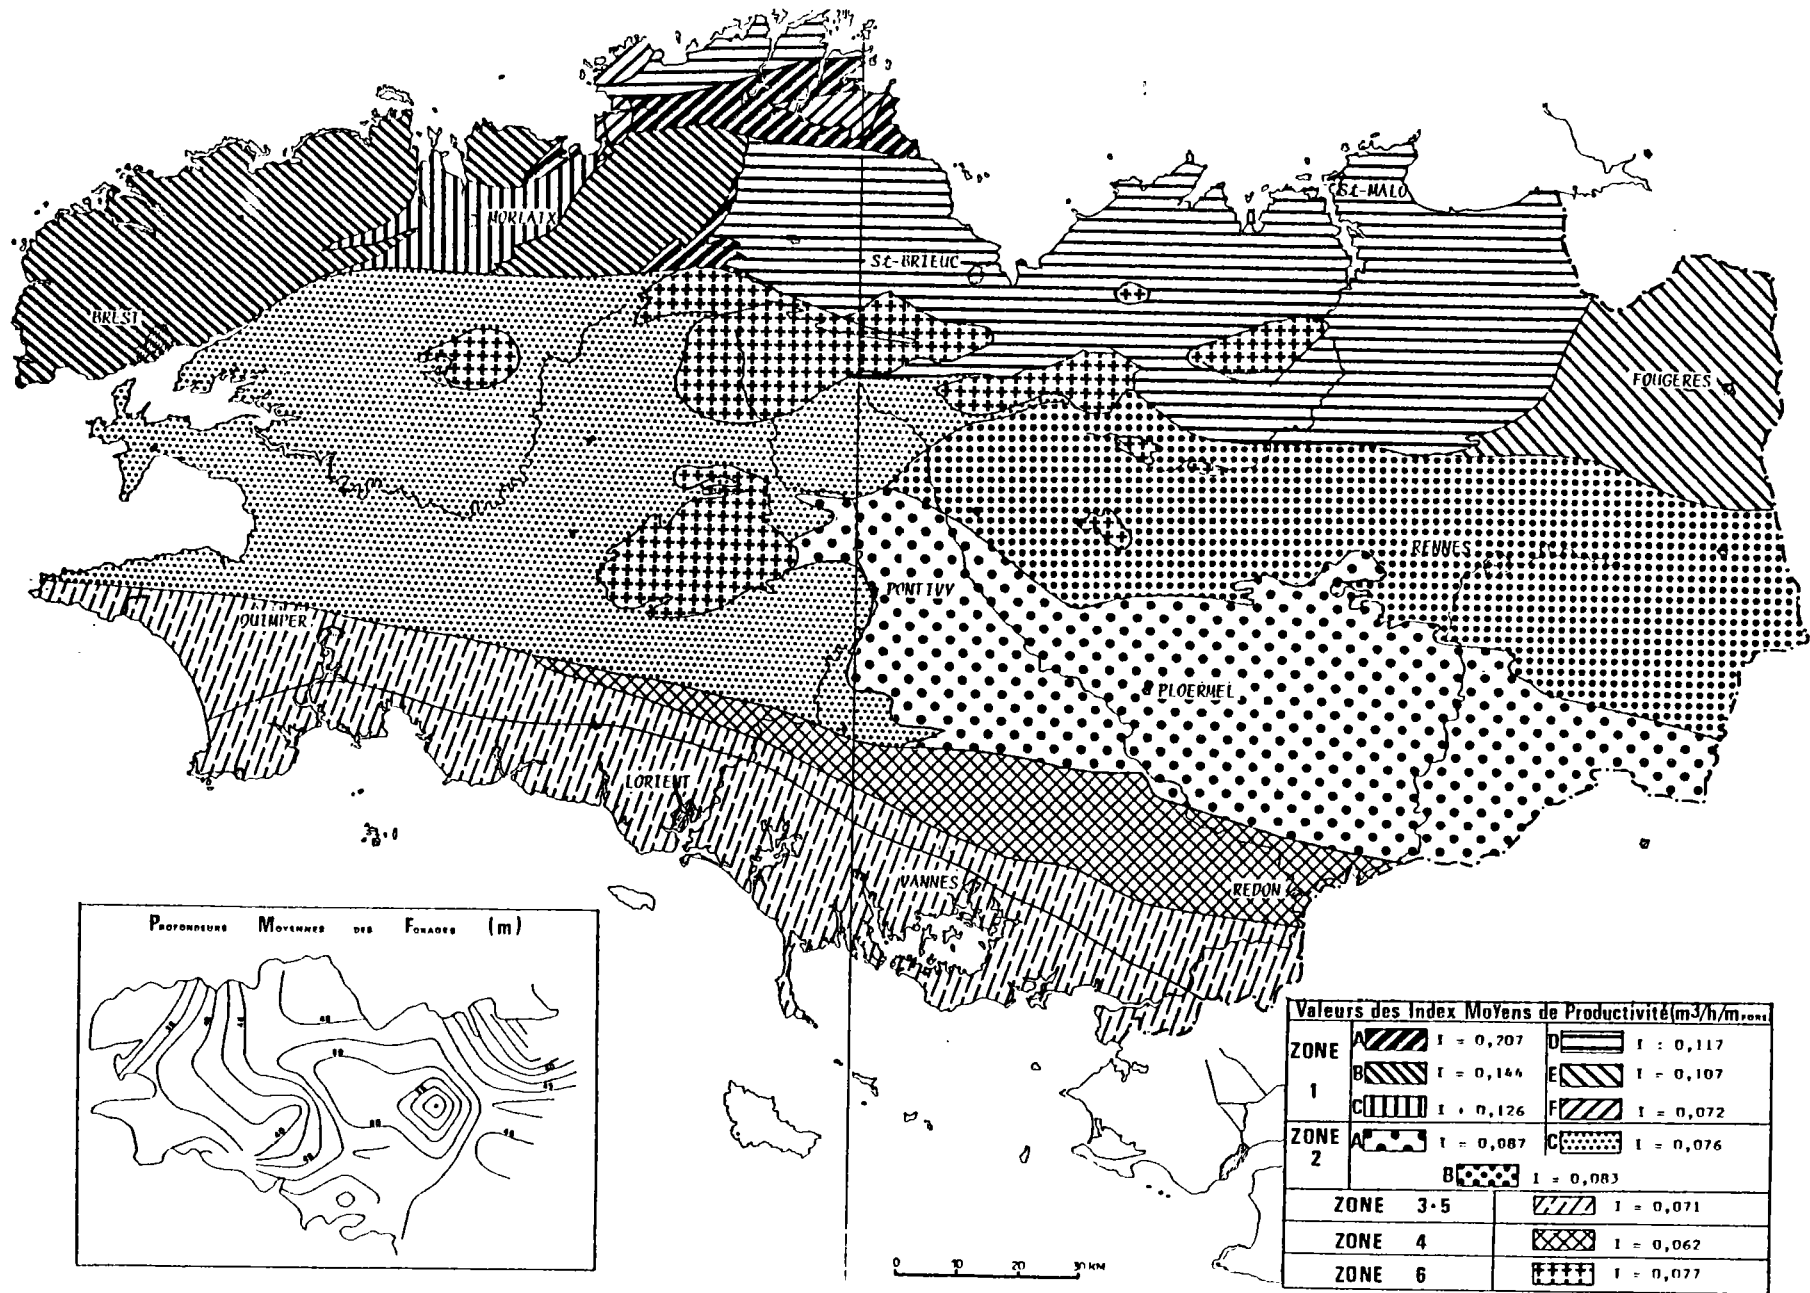 St-MALO
MORLAIX
St-BRIEUC
BREST
FOUGERES
RENNES
PONTIVY
QUIMPER
PLOERMEL
LORIENT
VANNES
REDON
PROFONDEURS MOYENNES DES FORAGES (m)
0 10 20 30 KM
Valeurs des Index Moyens de Productivité (m3/h/m
ZONE 1
A I = 0,207
D I = 0,117
B I = 0,144
E I = 0,107
C I = 0,126
F I = 0,072
ZONE 2
A I = 0,087
C I = 0,076
B I = 0,083
ZONE 3-5 I = 0,071
ZONE 4 I = 0,062
ZONE 6 I = 0,077